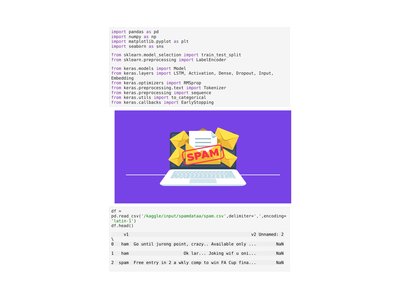 import pandas as pd
import numpy as np
import matplotlib.pyplot as plt
import seaborn as sns
from sklearn.model_selection import train_test_split
from sklearn.preprocessing import LabelEncoder
from keras.models import Model
from keras.layers import LSTM, Activation, Dense, Dropout, Input,
Embedding
from keras.optimizers import RMSprop
from keras.preprocessing.text import Tokenizer
from keras.preprocessing import sequence
from keras.utils import to_categorical
from keras.callbacks import EarlyStopping
SPAM
df =
pd.read_csv('/kaggle/input/spamdataa/spam.csv',delimiter=',',encoding=
'latin-1')
df.head()
v1 v2 Unnamed: 2
\
0 ham Go until jurong point, crazy.. Available only ... NaN
1 ham Ok lar... Joking wif u oni... NaN
2 spam Free entry in 2 a wkly comp to win FA Cup fina... NaN